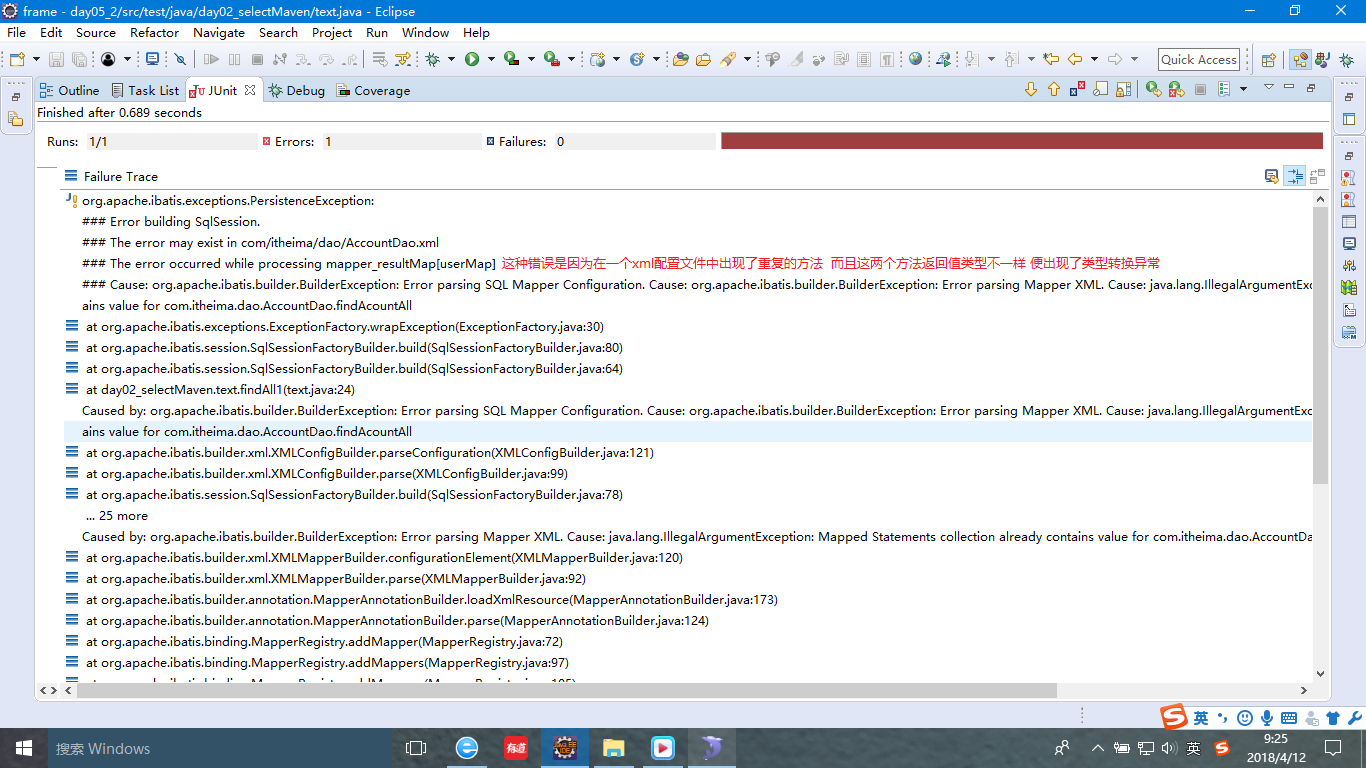 frame - day05_2/src/test/java/day02_selectMaven/text.java - Eclipse
File Edit Source Refactor Navigate Search Project Run Window Help
Quick Access
Outline Task List JUnit Debug Coverage
Finished after 0.689 seconds
Runs: 1/1 Errors: 1 Failures: 0
Failure Trace
org.apache.ibatis.exceptions.PersistenceException:
### Error building SqlSession.
### The error may exist in com/itheima/dao/AccountDao.xml
### The error occurred while processing mapper_resultMap[userMap] 这种错误是因为在一个xml配置文件中出现了重复的方法 而且这两个方法返回值类型不一样 便出现了类型转换异常
### Cause: org.apache.ibatis.builder.BuilderException: Error parsing SQL Mapper Configuration. Cause: org.apache.ibatis.builder.BuilderException: Error parsing Mapper XML. Cause: java.lang.IllegalArgumentExc
ains value for com.itheima.dao.AccountDao.findAcountAll
at org.apache.ibatis.exceptions.ExceptionFactory.wrapException(ExceptionFactory.java:30)
at org.apache.ibatis.session.SqlSessionFactoryBuilder.build(SqlSessionFactoryBuilder.java:80)
at org.apache.ibatis.session.SqlSessionFactoryBuilder.build(SqlSessionFactoryBuilder.java:64)
at day02_selectMaven.text.findAll1(text.java:24)
Caused by: org.apache.ibatis.builder.BuilderException: Error parsing SQL Mapper Configuration. Cause: org.apache.ibatis.builder.BuilderException: Error parsing Mapper XML. Cause: java.lang.IllegalArgumentExc
ains value for com.itheima.dao.AccountDao.findAcountAll
at org.apache.ibatis.builder.xml.XMLConfigBuilder.parseConfiguration(XMLConfigBuilder.java:121)
at org.apache.ibatis.builder.xml.XMLConfigBuilder.parse(XMLConfigBuilder.java:99)
at org.apache.ibatis.session.SqlSessionFactoryBuilder.build(SqlSessionFactoryBuilder.java:78)
... 25 more
Caused by: org.apache.ibatis.builder.BuilderException: Error parsing Mapper XML. Cause: java.lang.IllegalArgumentException: Mapped Statements collection already contains value for com.itheima.dao.AccountDa
at org.apache.ibatis.builder.xml.XMLMapperBuilder.configurationElement(XMLMapperBuilder.java:120)
at org.apache.ibatis.builder.xml.XMLMapperBuilder.parse(XMLMapperBuilder.java:92)
at org.apache.ibatis.builder.annotation.MapperAnnotationBuilder.loadXmlResource(MapperAnnotationBuilder.java:173)
at org.apache.ibatis.builder.annotation.MapperAnnotationBuilder.parse(MapperAnnotationBuilder.java:124)
at org.apache.ibatis.binding.MapperRegistry.addMapper(MapperRegistry.java:72)
at org.apache.ibatis.binding.MapperRegistry.addMappers(MapperRegistry.java:97)
英
搜索 Windows
有道
英
9:25
2018/4/12